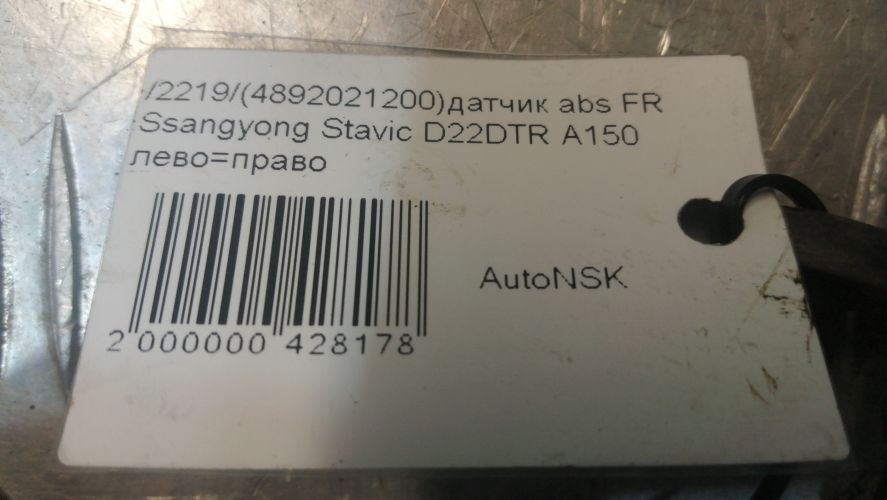 /2219/(4892021200)датчик abs FR
Ssangyong Stavic D22DTR A150
лево=право
AutoNSK
2 000000 428178